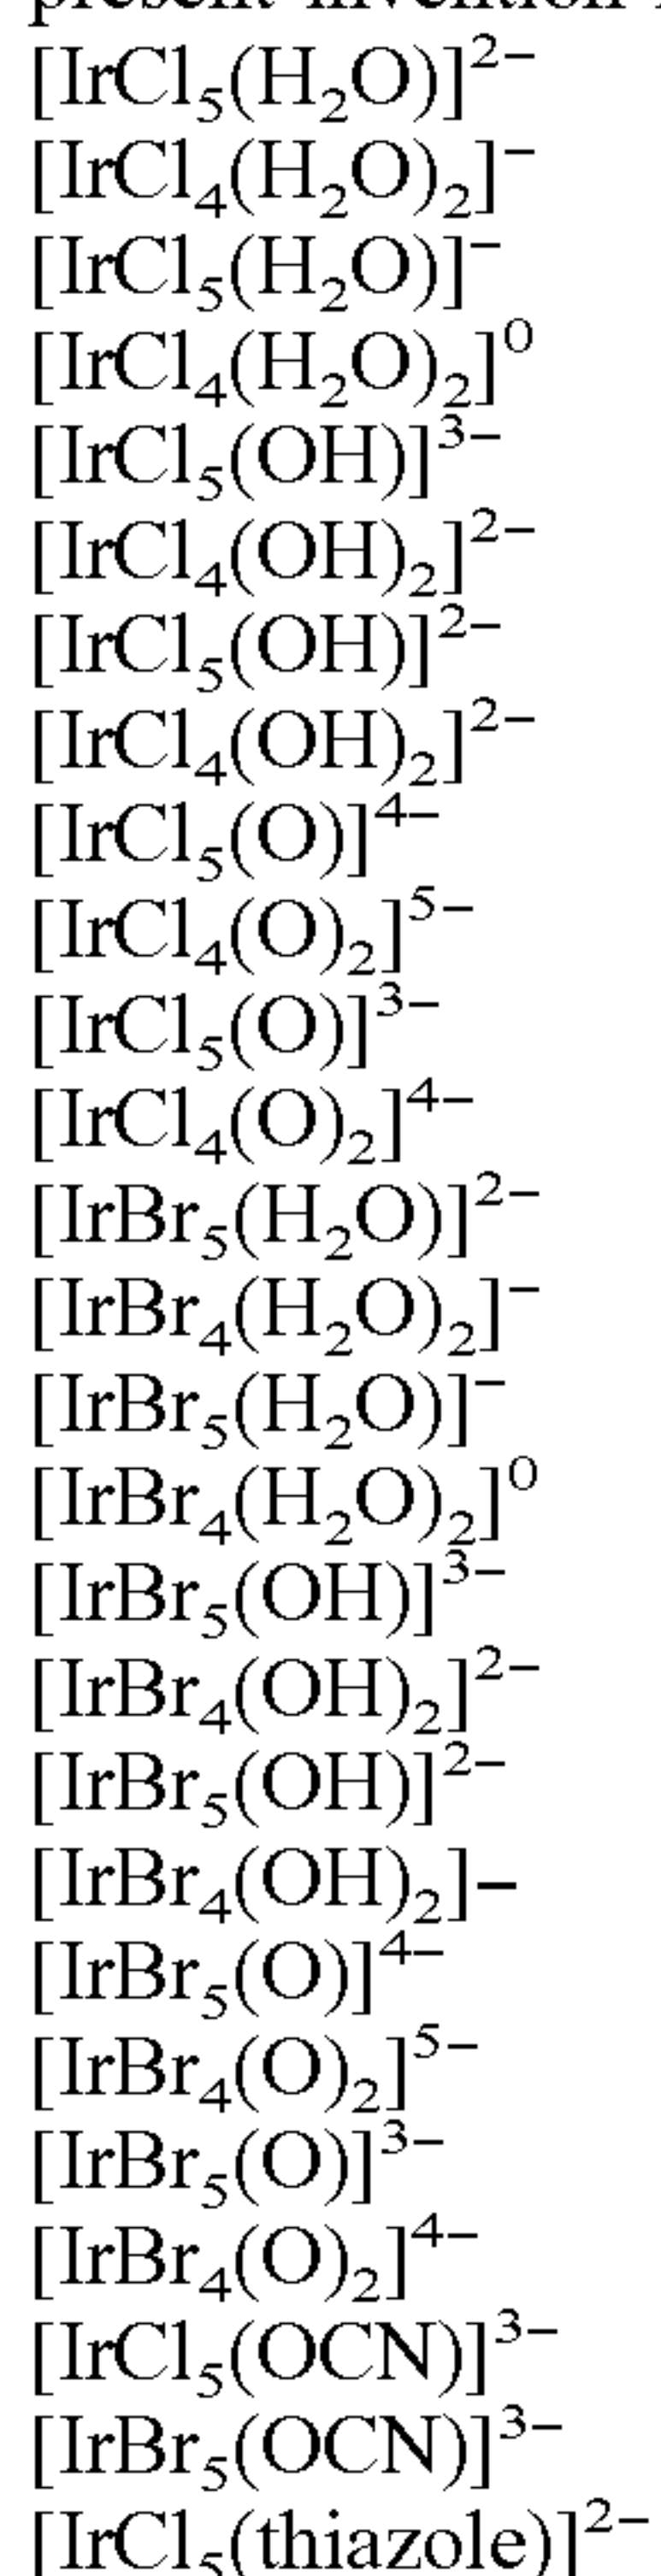 present invention
[IrCl₅(H₂O)]²⁻
[IrCl₄(H₂O)₂]⁻
[IrCl₅(H₂O)]⁻
[IrCl₄(H₂O)₂]⁰
[IrCl₅(OH)]³⁻
[IrCl₄(OH)₂]²⁻
[IrCl₅(OH)]²⁻
[IrCl₄(OH)₂]²⁻
[IrCl₅(O)]⁴⁻
[IrCl₄(O)₂]⁵⁻
[IrCl₅(O)]³⁻
[IrCl₄(O)₂]⁴⁻
[IrBr₅(H₂O)]²⁻
[IrBr₄(H₂O)₂]⁻
[IrBr₅(H₂O)]⁻
[IrBr₄(H₂O)₂]⁰
[IrBr₅(OH)]³⁻
[IrBr₄(OH)₂]²⁻
[IrBr₅(OH)]²⁻
[IrBr₄(OH)₂]–
[IrBr₅(O)]⁴⁻
[IrBr₄(O)₂]⁵⁻
[IrBr₅(O)]³⁻
[IrBr₄(O)₂]⁴⁻
[IrCl₅(OCN)]³⁻
[IrBr₅(OCN)]³⁻
[IrCl₅(thiazole)]²⁻